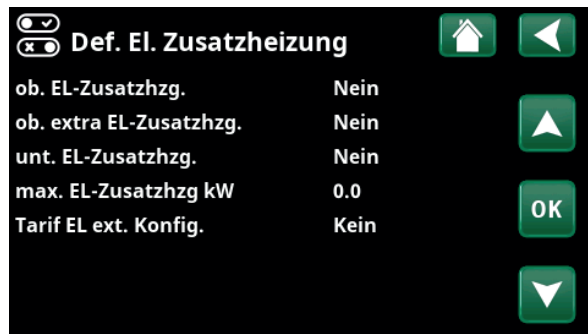 Def. El. Zusatzheizung
ob. EL-Zusatzhzg. Nein
ob. extra EL-Zusatzhzg. Nein
unt. EL-Zusatzhzg. Nein
max. EL-Zusatzhzg kW 0.0
Tarif EL ext. Konfig. Kein
OK